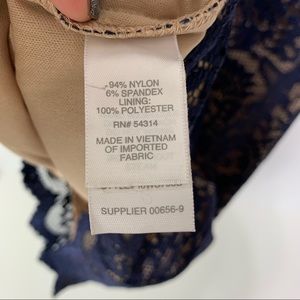 94% NYLON
6% SPANDEX
LINING:
100% POLYESTER
RN# 54314
MADE IN VIETNAM
OF IMPORTED
FABRIC
SUPPLIER 00656-9